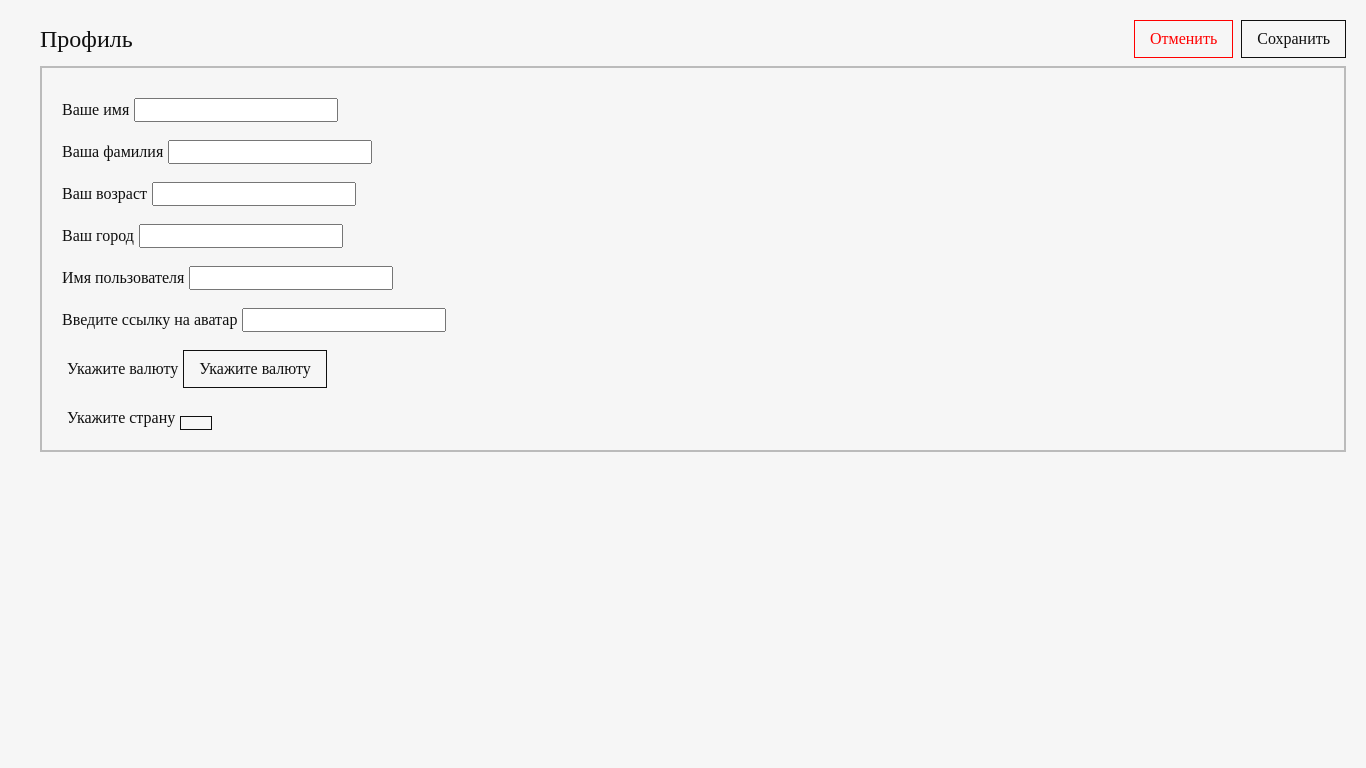 Профиль
Отменить
Сохранить
Ваше имя
Ваша фамилия
Ваш возраст
Ваш город
Имя пользователя
Введите ссылку на аватар
Укажите валюту Укажите валюту
Укажите страну